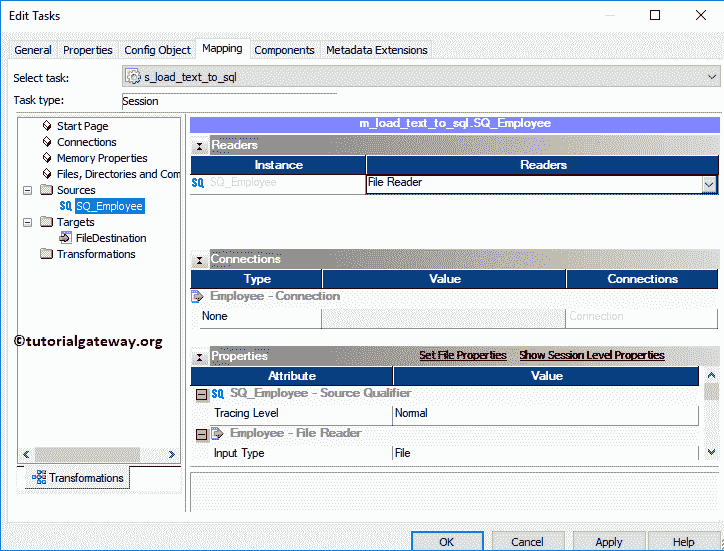 Edit Tasks
General Properties Config Object Mapping Components Metadata Extensions
Select task: s_load_text_to_sql
Task type: Session
Start Page
Connections
Memory Properties
Files, Directories and Com
Sources
SQ SQ_Employee
Targets
FileDestination
Transformations
©tutorialgateway.org
Transformations
m_load_text_to_sql.SQ_Employee
Readers
Instance Readers
SQ SQ_Employee File Reader
Connections
Type Value Connections
Employee - Connection
None Connection
Properties Set File Properties Show Session Level Properties
Attribute Value
SQ SQ_Employee - Source Qualifier
Tracing Level Normal
Employee - File Reader
Input Type File
OK Cancel Apply Help